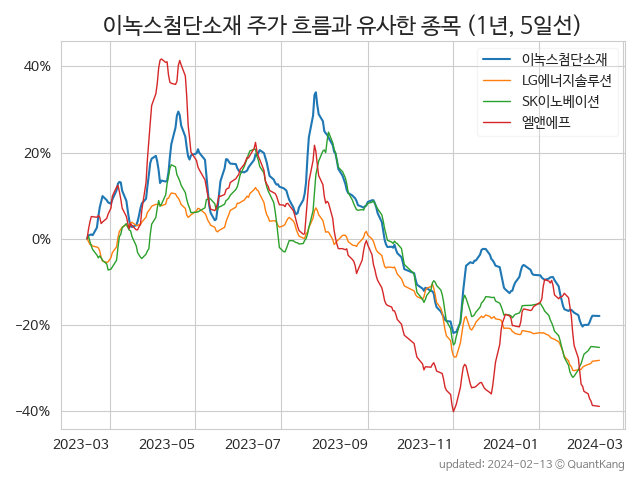 이녹스첨단소재 주가 흐름과 유사한 종목 (1년, 5일선)
이녹스첨단소재
LG에너지솔루션
SK이노베이션
엘앤에프
40%
20%
0%
−20%
−40%
2023-03 2023-05 2023-07 2023-09 2023-11 2024-01 2024-03
updated: 2024-02-13 © QuantKang